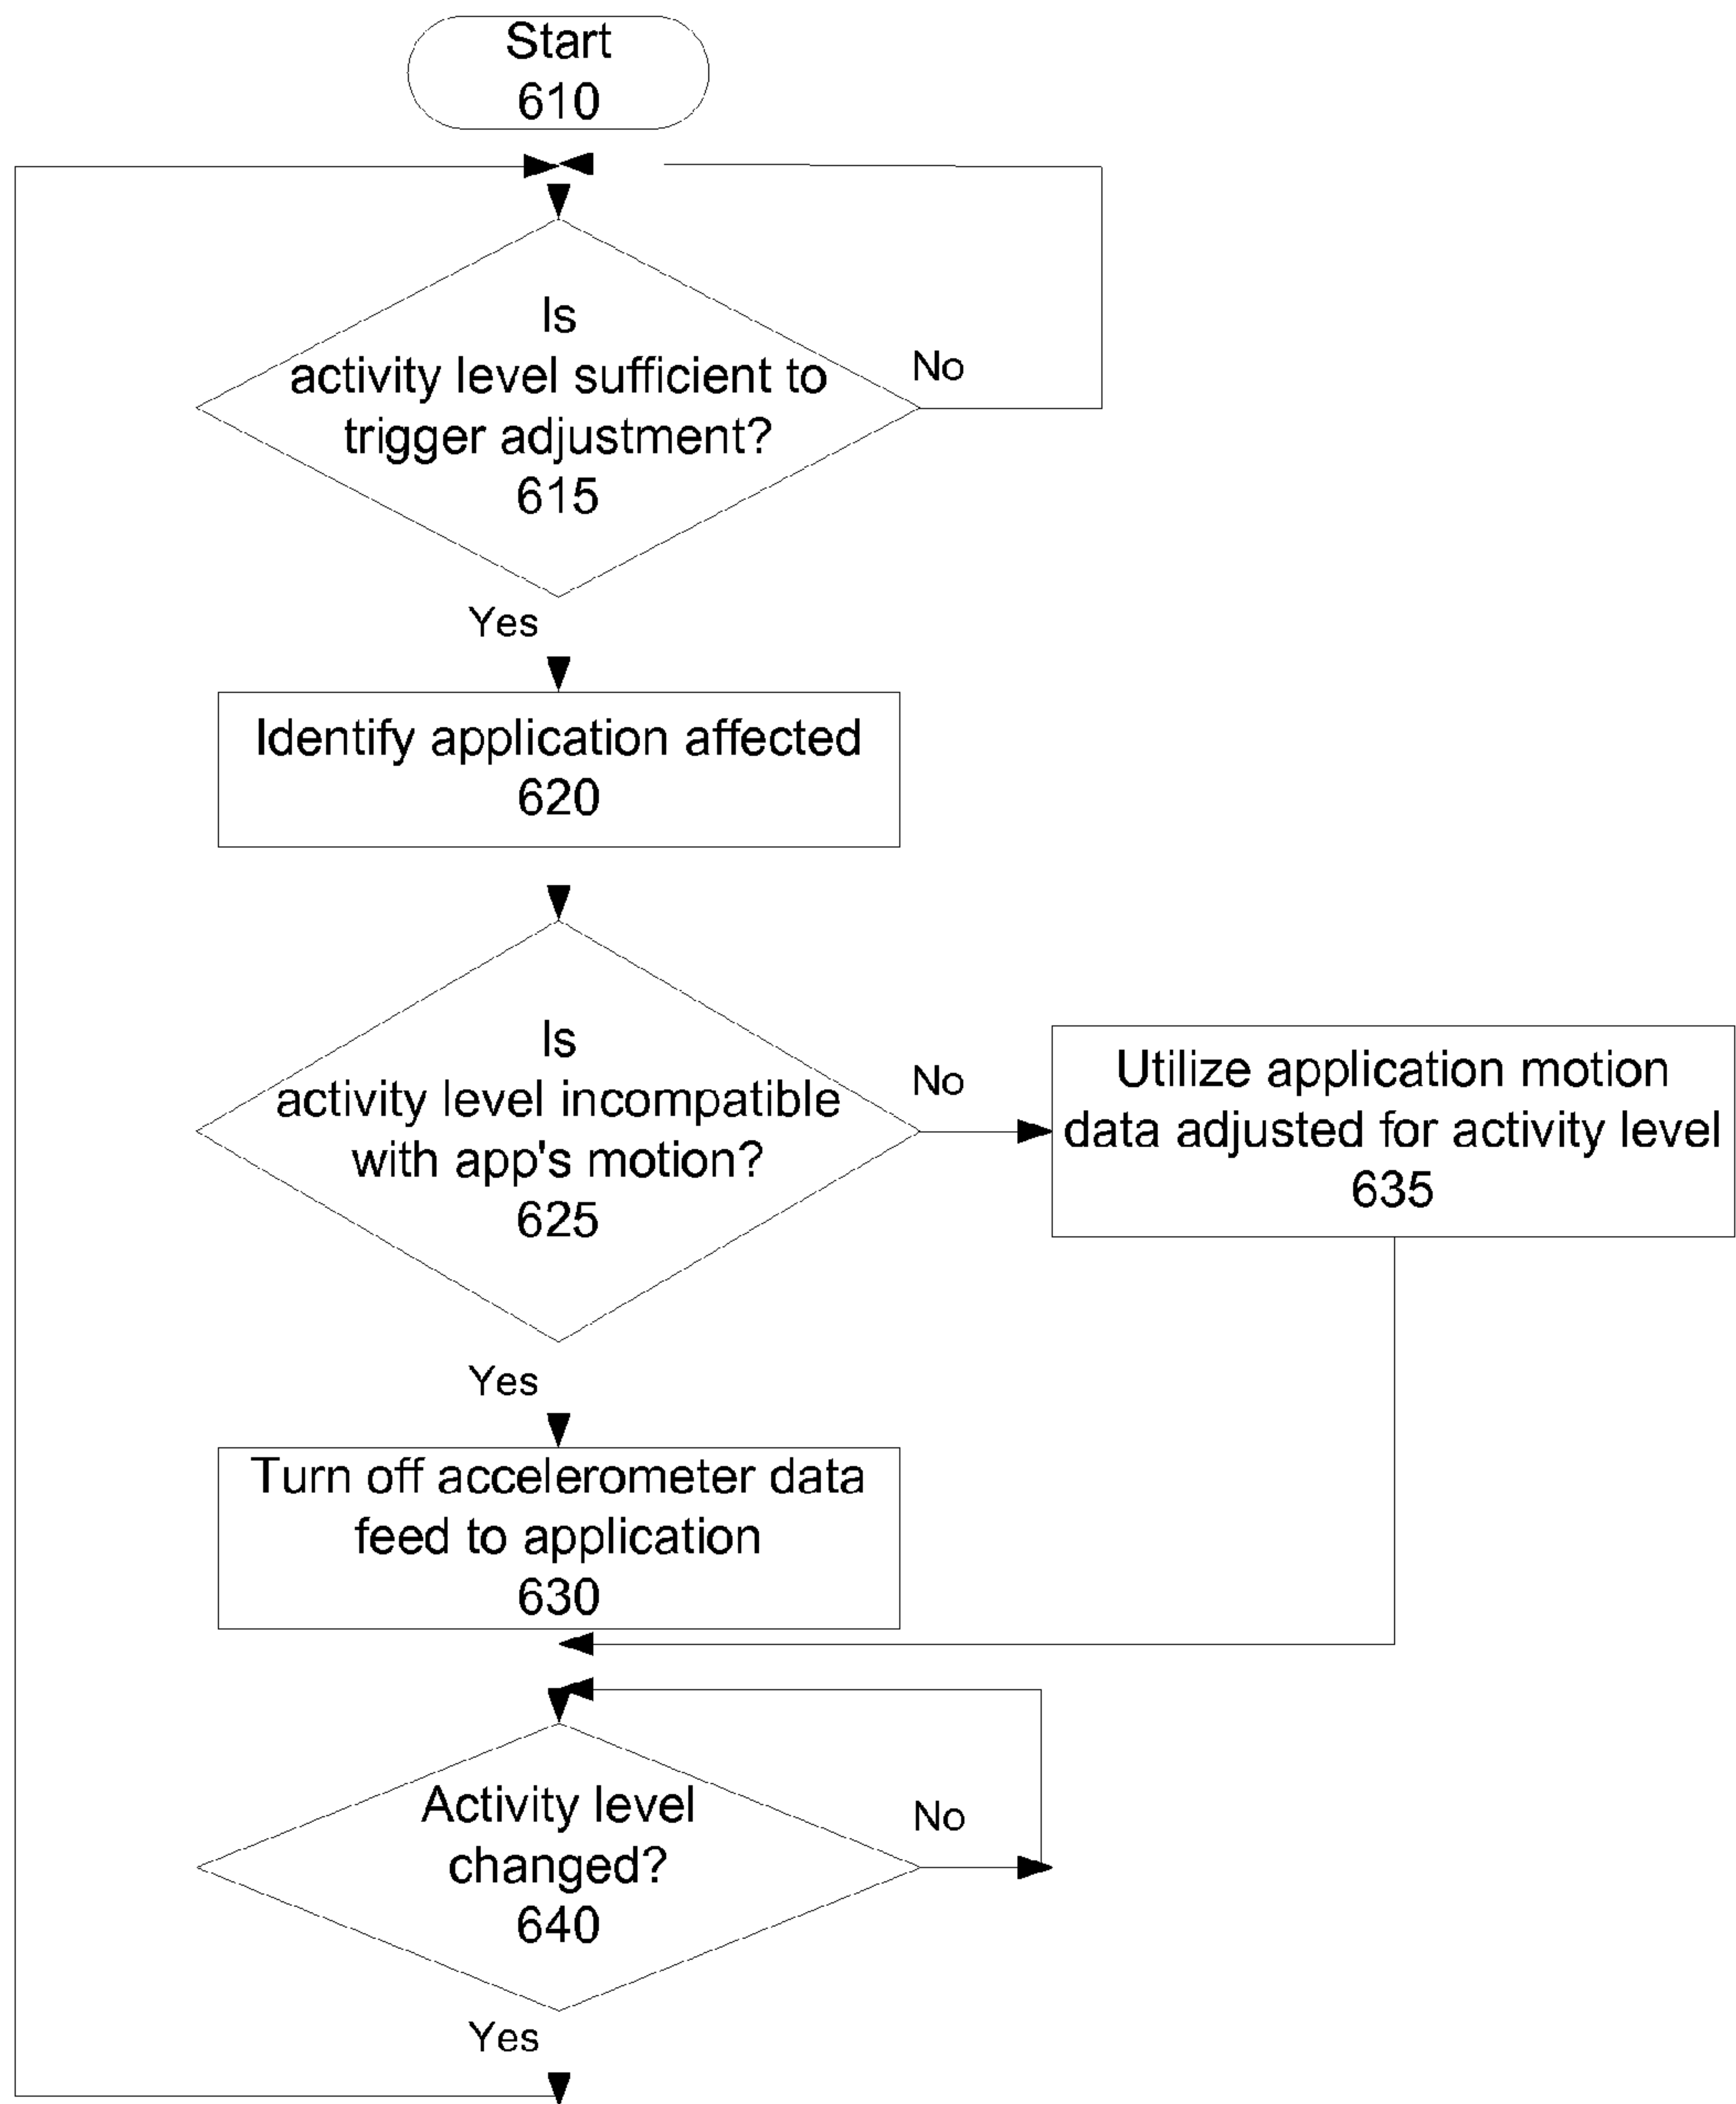 Start
610
Is
activity level sufficient to
trigger adjustment?
615
No
Yes
Identify application affected
620
Is
activity level incompatible
with app's motion?
625
No
Utilize application motion
data adjusted for activity level
635
Yes
Turn off accelerometer data
feed to application
630
Activity level
changed?
640
No
Yes